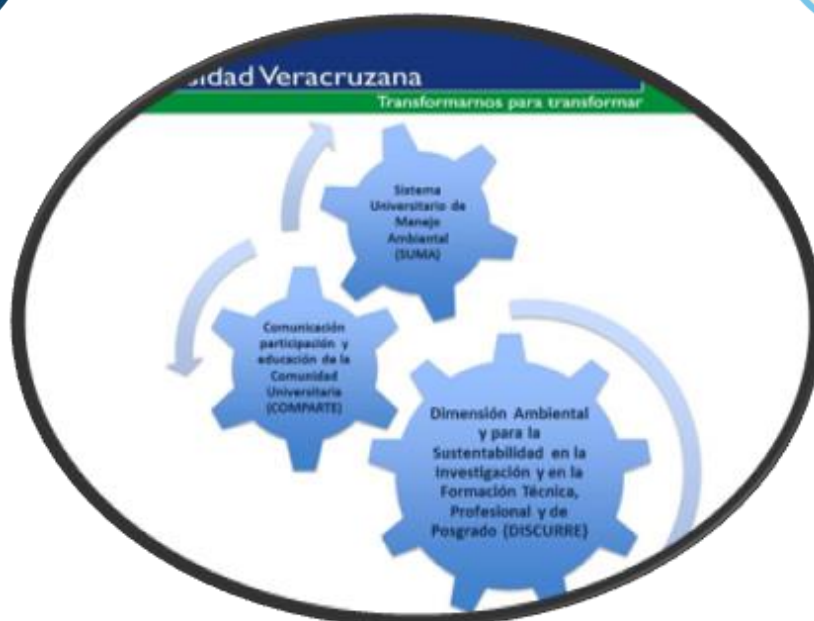 sidad Veracruzana
Transformarnos para transformar
Sistema
Universitario de
Manejo
Ambiental
(SUMA)
Comunicación
participación y
educación de la
Comunidad
Universitaria
(COMPARTE)
Dimensión Ambiental
y para la
Sustentabilidad en la
Investigación y en la
Formación Técnica,
Profesional y de
Posgrado (DISCURRE)